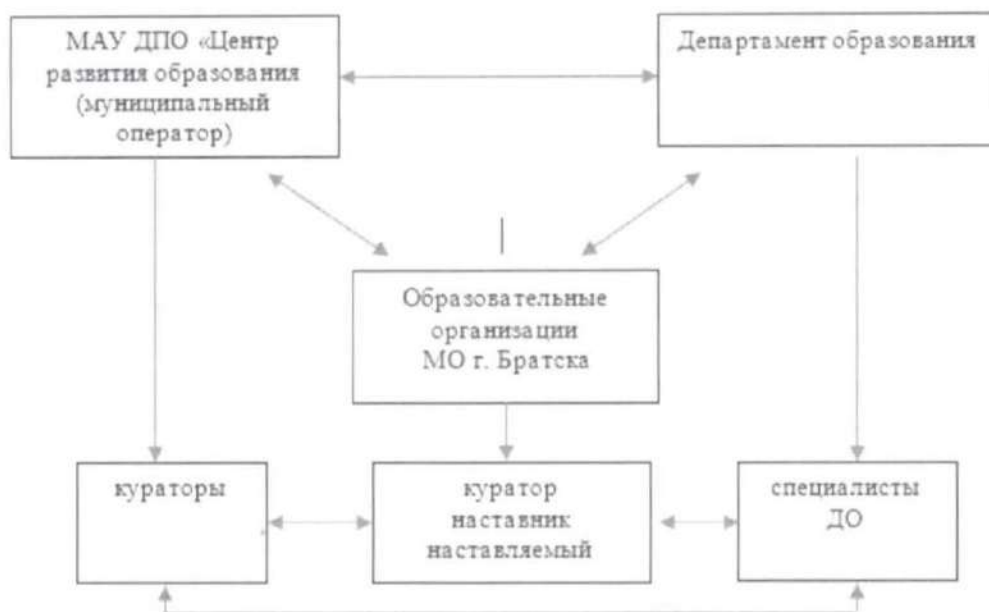 МАУ ДПО «Центр
развития образования
(муниципальный
оператор)
Департамент образования
Образовательные
организации
МО г. Братска
кураторы
куратор
наставник
наставляемый
специалисты
ДО